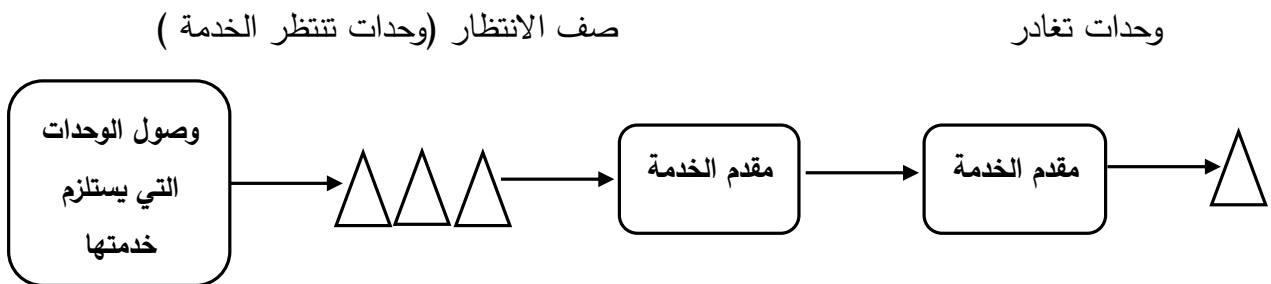 صف الانتظار (وحدات تنتظر الخدمة )
وحدات تغادر
وصول الوحدات
التي يستلزم
خدمتها
مقدم الخدمة
مقدم الخدمة